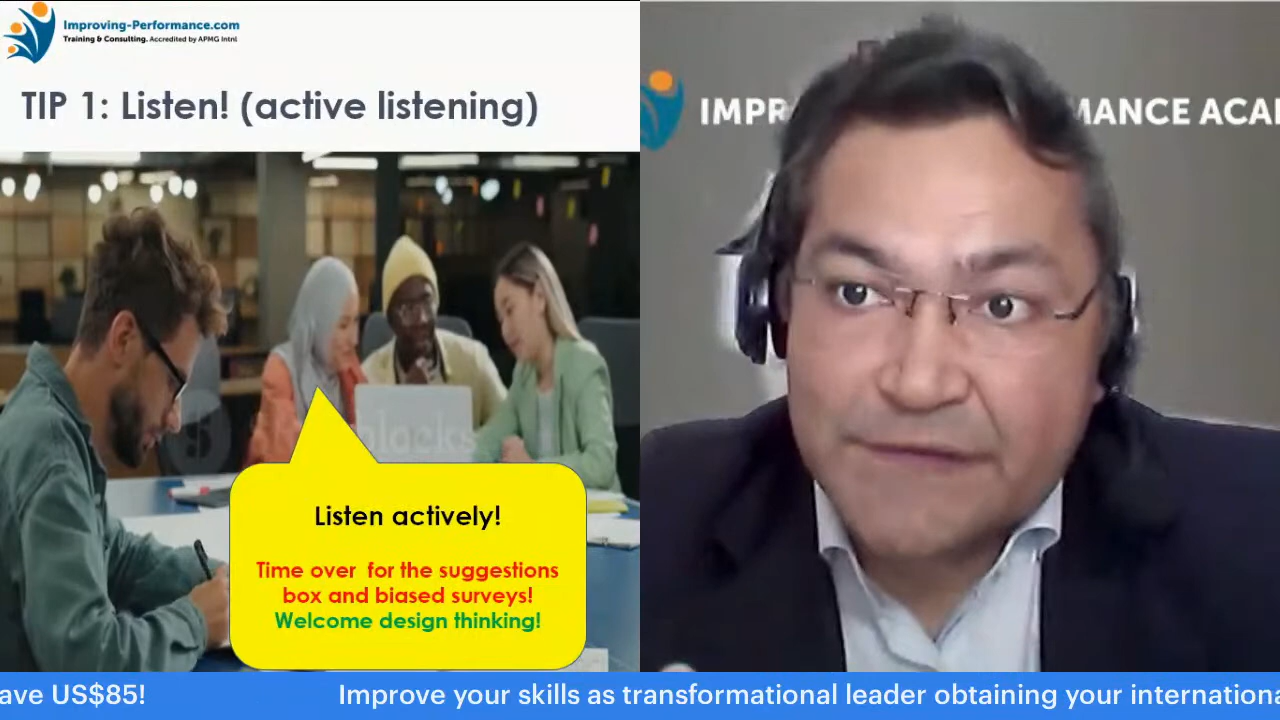 Improving-Performance.com
Training & Consulting. Accredited by APMG Intnl
TIP 1: Listen! (active listening)
IMPR MANCE ACA
Listen actively!
Time over for the suggestions
box and biased surveys!
Welcome design thinking!
ave US$85!
Improve your skills as transformational leader obtaining your internationa